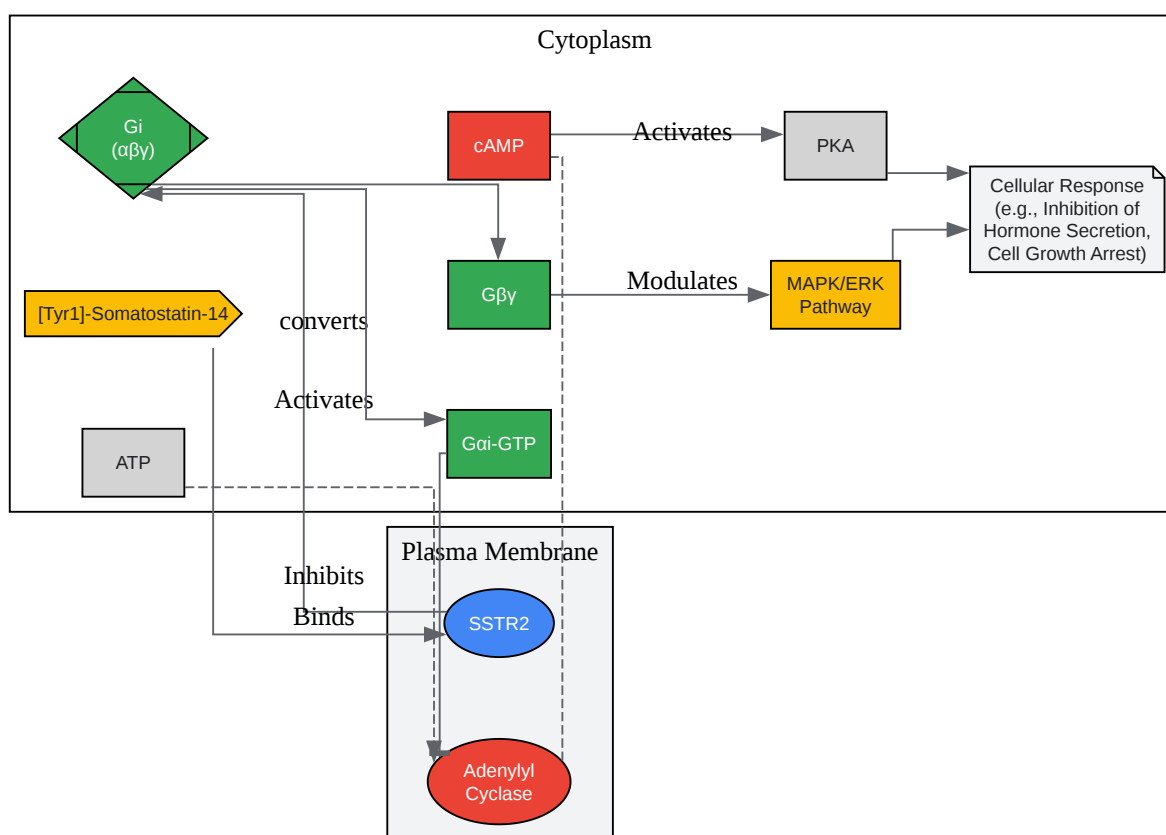 Cytoplasm
Gi
(αβγ)
cAMP
Activates
PKA
Cellular Response
(e.g., Inhibition of
Hormone Secretion,
Cell Growth Arrest)
Gβγ
Modulates
MAPK/ERK
Pathway
[Tyr1]-Somatostatin-14
converts
Activates
Gαi-GTP
ATP
Plasma Membrane
Inhibits
Binds
SSTR2
Adenylyl
Cyclase